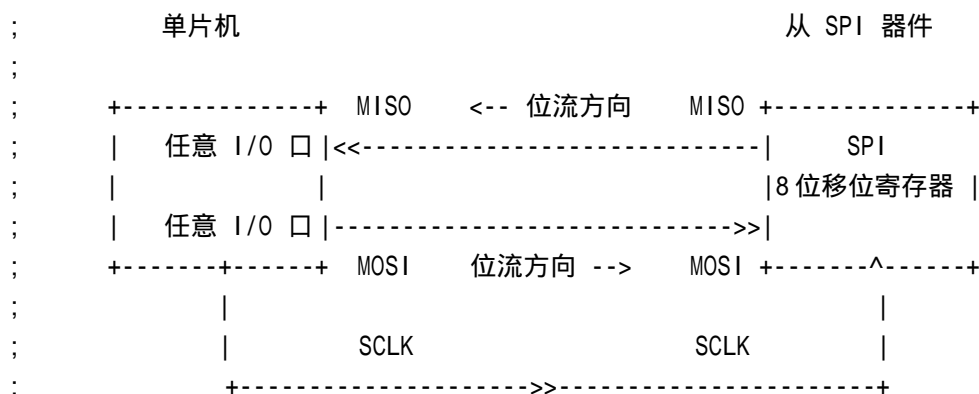 ;           单片机                                        从 SPI 器件
;
;       +--------------+  MISO   <-- 位流方向    MISO +--------------+
;       |   任意 I/O 口 |<<-----------------------------|      SPI
;       |              |                                |8 位移位寄存器 |
;       |   任意 I/O 口 |----------------------------->>|
;       +-------+------+  MOSI    位流方向 -->   MOSI +-------^------+
;               |                                               |
;               |         SCLK                    SCLK          |
;               +--------------------->>-----------------------+